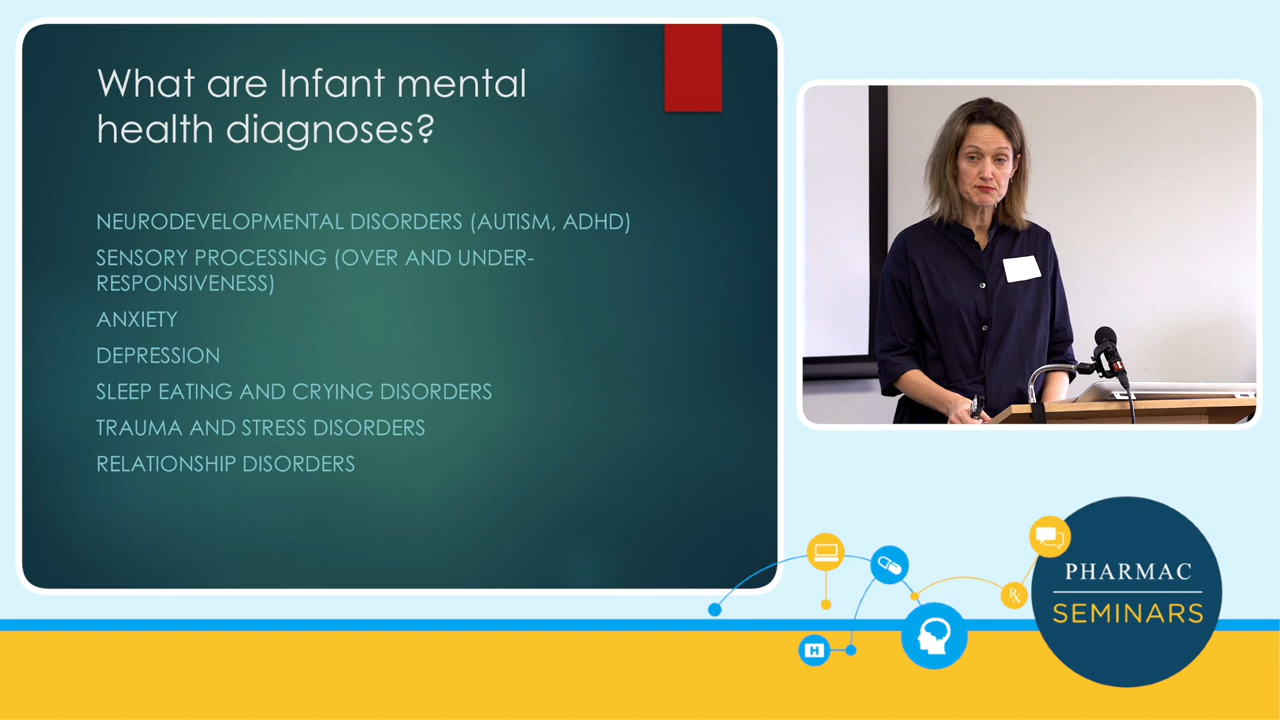 What are Infant mental
health diagnoses?
NEURODEVELOPMENTAL DISORDERS (AUTISM, ADHD)
SENSORY PROCESSING (OVER AND UNDER-
RESPONSIVENESS)
ANXIETY
DEPRESSION
SLEEP EATING AND CRYING DISORDERS
TRAUMA AND STRESS DISORDERS
RELATIONSHIP DISORDERS
H
Rx
PHARMAC
SEMINARS